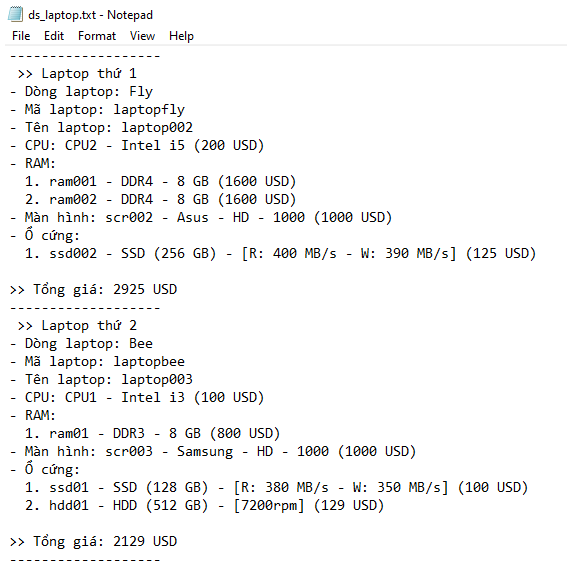 ds_laptop.txt - Notepad
File Edit Format View Help
-------------------
>> Laptop thứ 1
- Dòng laptop: Fly
- Mã laptop: laptopfly
- Tên laptop: laptop002
- CPU: CPU2 - Intel i5 (200 USD)
- RAM:
1. ram001 - DDR4 - 8 GB (1600 USD)
2. ram002 - DDR4 - 8 GB (1600 USD)
- Màn hình: scr002 - Asus - HD - 1000 (1000 USD)
- Ổ cứng:
1. ssd002 - SSD (256 GB) - [R: 400 MB/s - W: 390 MB/s] (125 USD)
>> Tổng giá: 2925 USD
-------------------
>> Laptop thứ 2
- Dòng laptop: Bee
- Mã laptop: laptopbee
- Tên laptop: laptop003
- CPU: CPU1 - Intel i3 (100 USD)
- RAM:
1. ram01 - DDR3 - 8 GB (800 USD)
- Màn hình: scr003 - Samsung - HD - 1000 (1000 USD)
- Ổ cứng:
1. ssd01 - SSD (128 GB) - [R: 380 MB/s - W: 350 MB/s] (100 USD)
2. hdd01 - HDD (512 GB) - [7200rpm] (129 USD)
>> Tổng giá: 2129 USD
-------------------